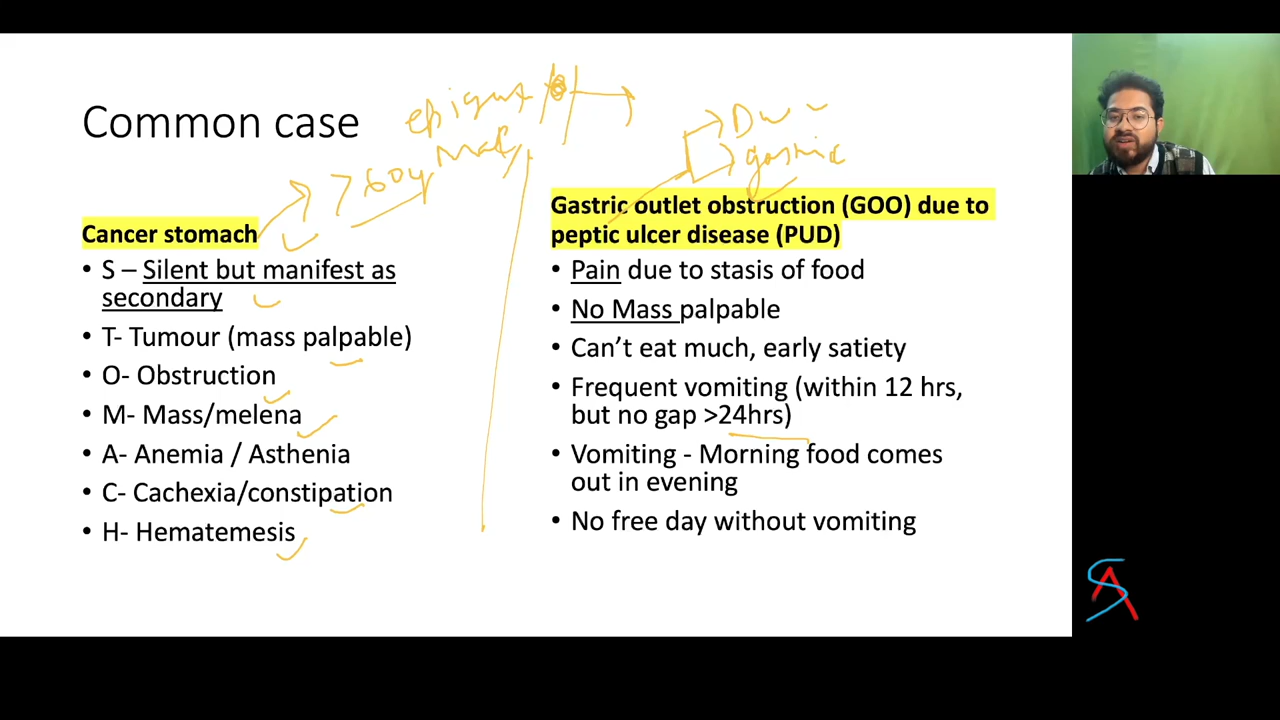 Common case
>60y
gastric
Cancer stomach
• S – Silent but manifest as
secondary
• T- Tumour (mass palpable)
• O- Obstruction
• M- Mass/melena
• A- Anemia / Asthenia
• C- Cachexia/constipation
• H- Hematemesis
Gastric outlet obstruction (GOO) due to
peptic ulcer disease (PUD)
• Pain due to stasis of food
• No Mass palpable
• Can’t eat much, early satiety
• Frequent vomiting (within 12 hrs,
but no gap >24hrs)
• Vomiting - Morning food comes
out in evening
• No free day without vomiting
SA